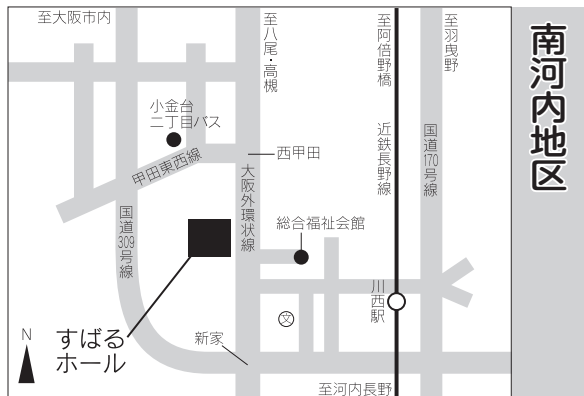 至大阪市内
至八尾・高槻
至阿倍野橋
至羽曳野
南河内地区
小金台
二丁目バス
西甲田
甲田東西線
近鉄長野線
国道170号線
大阪外環状線
国道309号線
総合福祉会館
川西駅
文
新家
N
すばる
ホール
至河内長野